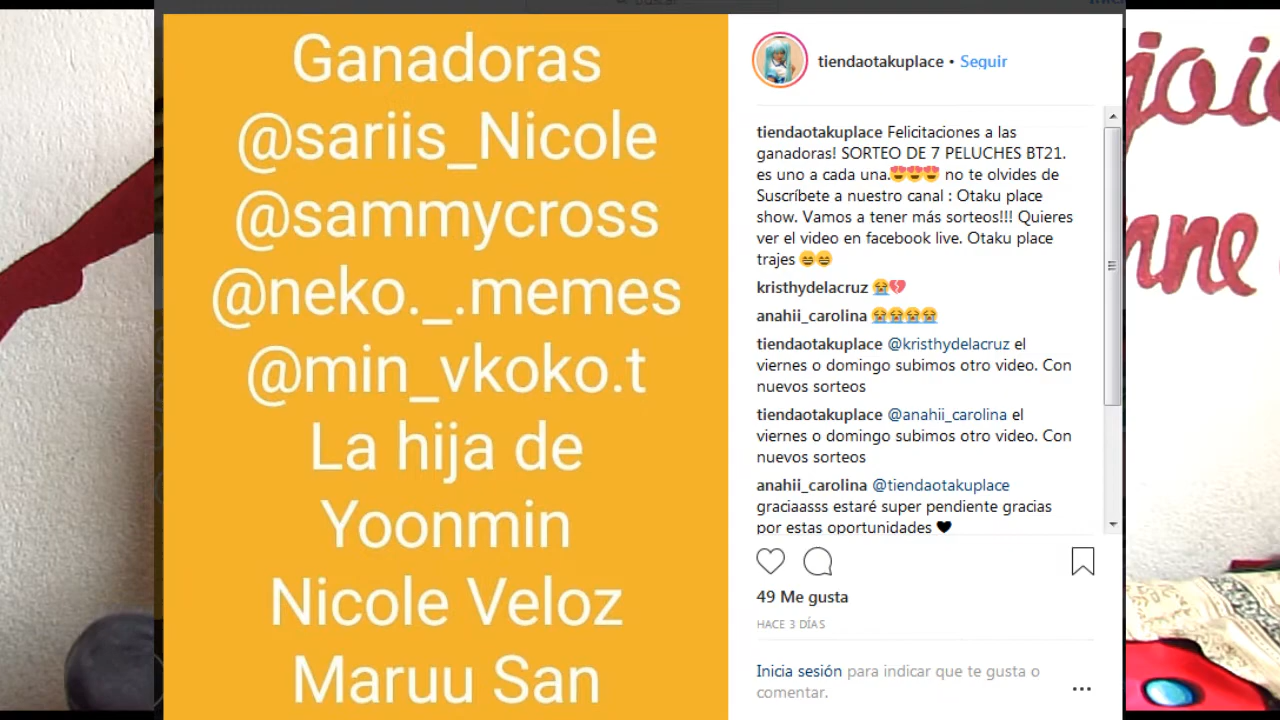 Ganadoras
@sariis_Nicole
@sammycross
@neko._.memes
@min_vkoko.t
La hija de
Yoonmin
Nicole Veloz
Maruu San
tiendaotakuplace • Seguir
tiendaotakuplace Felicitaciones a las
ganadoras! SORTEO DE 7 PELUCHES BT21.
es uno a cada una.😍😍😍 no te olvides de
Suscríbete a nuestro canal : Otaku place
show. Vamos a tener más sorteos!!! Quieres
ver el video en facebook live. Otaku place
trajes 😄😄
kristhydelacruz 😭💔
anahii_carolina 😭😭😭😭
tiendaotakuplace @kristhydelacruz el
viernes o domingo subimos otro video. Con
nuevos sorteos
tiendaotakuplace @anahii_carolina el
viernes o domingo subimos otro video. Con
nuevos sorteos
anahii_carolina @tiendaotakuplace
graciaasss estaré super pendiente gracias
por estas oportunidades 🖤
49 Me gusta
HACE 3 DÍAS
Inicia sesión para indicar que te gusta o
comentar.